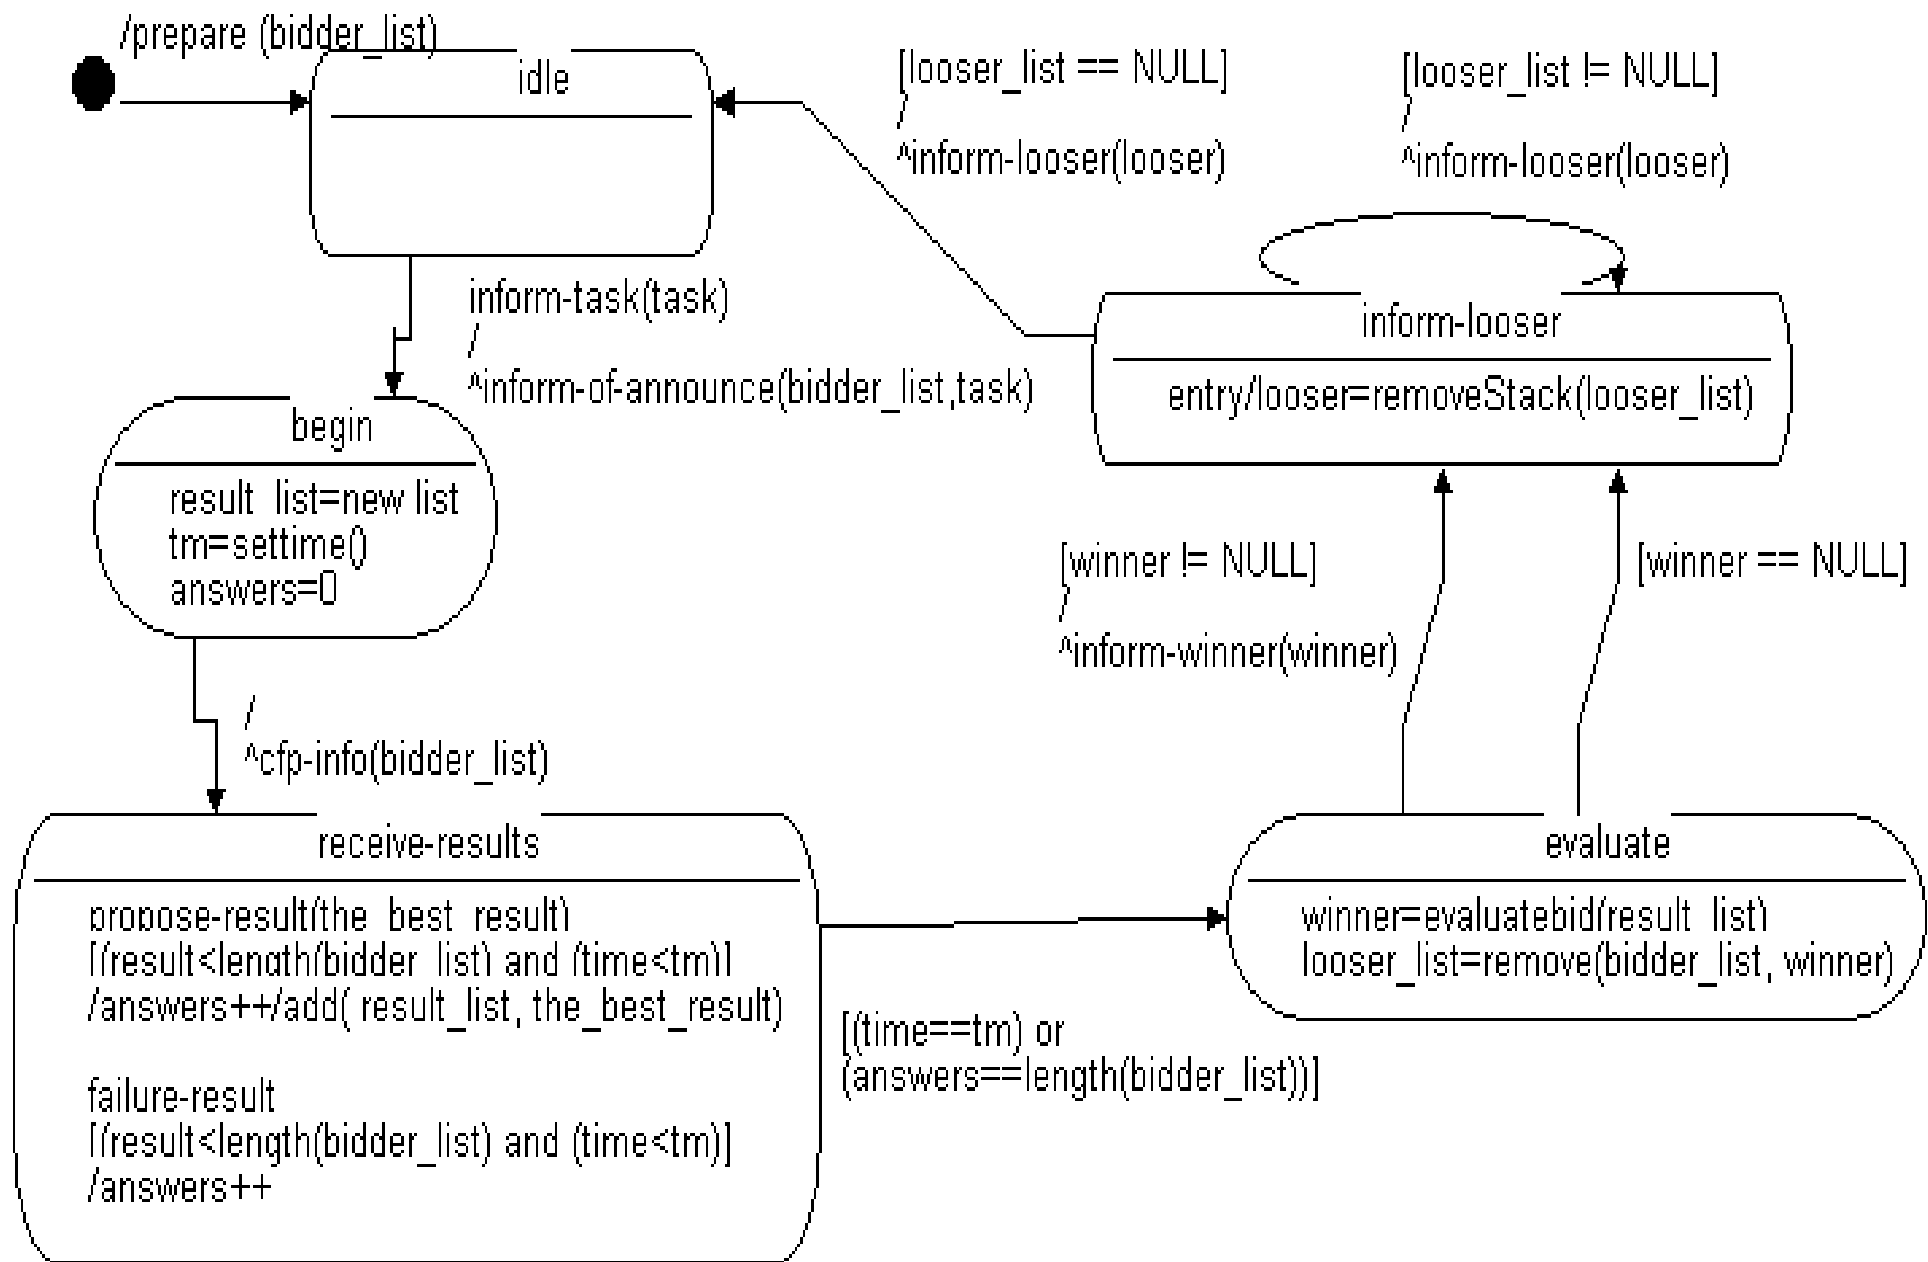 /prepare (bidder_list)
idle
[looser_list == NULL]
/
^inform-looser(looser)
[looser_list != NULL]
/
^inform-looser(looser)
inform-task(task)
/
^inform-of-announce(bidder_list,task)
inform-looser
entry/looser=removeStack(looser_list)
begin
result_list=new list
tm=settime()
answers=0
[winner != NULL]
/
^inform-winner(winner)
[winner == NULL]
/
^cfp-info(bidder_list)
receive-results
propose-result(the_best_result)
[(result<length(bidder_list) and (time<tm)]
/answers++/add( result_list, the_best_result)
failure-result
[(result<length(bidder_list) and (time<tm)]
/answers++
[(time==tm) or
(answers==length(bidder_list))]
evaluate
winner=evaluatebid(result_list)
looser_list=remove(bidder_list, winner)